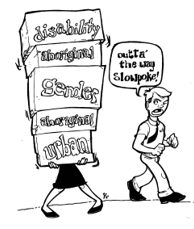 disability
aboriginal
gender
aboriginal
urban
outta'
the way
slowpoke!